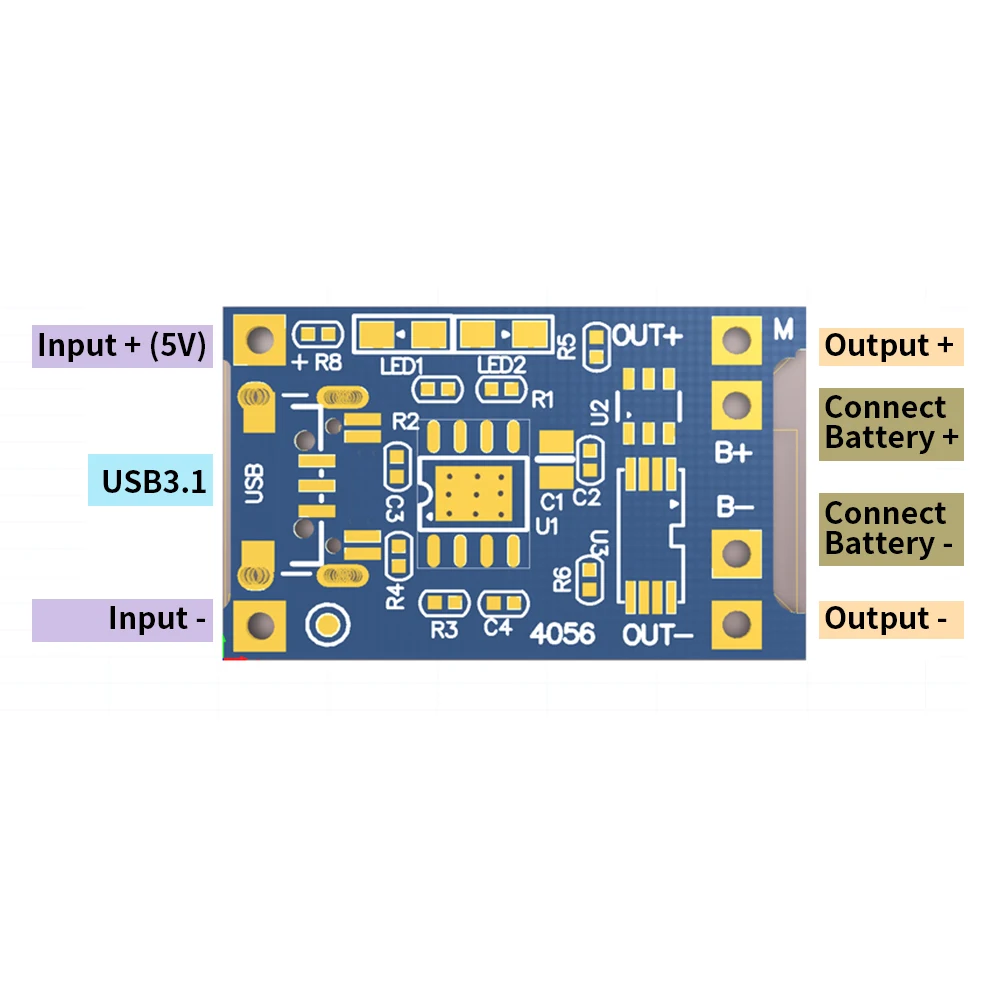 Input + (5V)
USB3.1
Input -
+ R8
LED1
LED2
R5
OUT+
M
R2
R1
U2
B+
USB
C3
C1
C2
U1
B-
U3
R4
R6
R3
C4
4056
OUT-
Output +
Connect
Battery +
Connect
Battery -
Output -